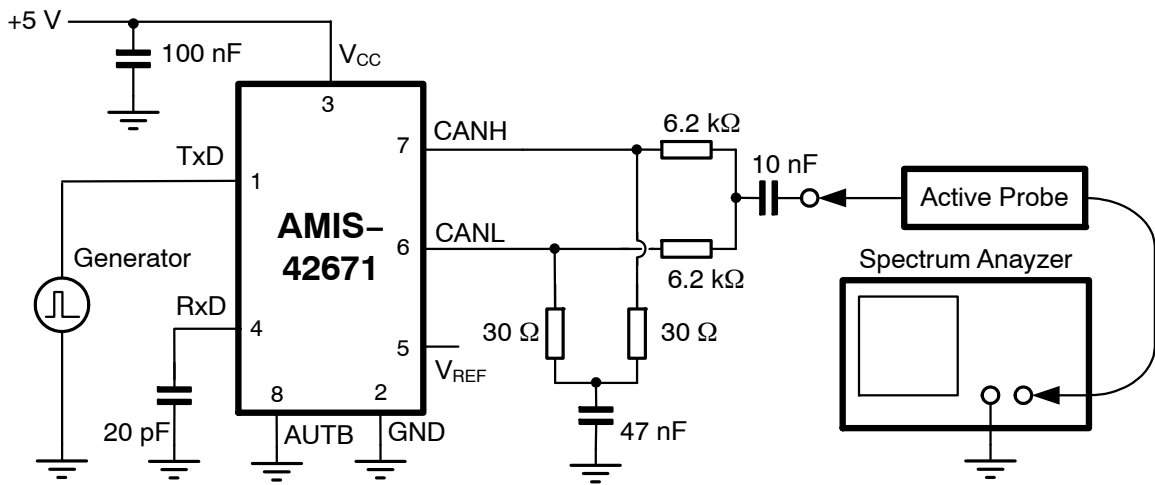 +5 V
100 nF
VCC
3
TxD
1
7
CANH
6.2 kΩ
10 nF
Active Probe
AMIS–
42671
6
CANL
6.2 kΩ
Generator
Spectrum Anayzer
RxD
4
30 Ω
30 Ω
5
VREF
8
2
20 pF
AUTB
GND
47 nF